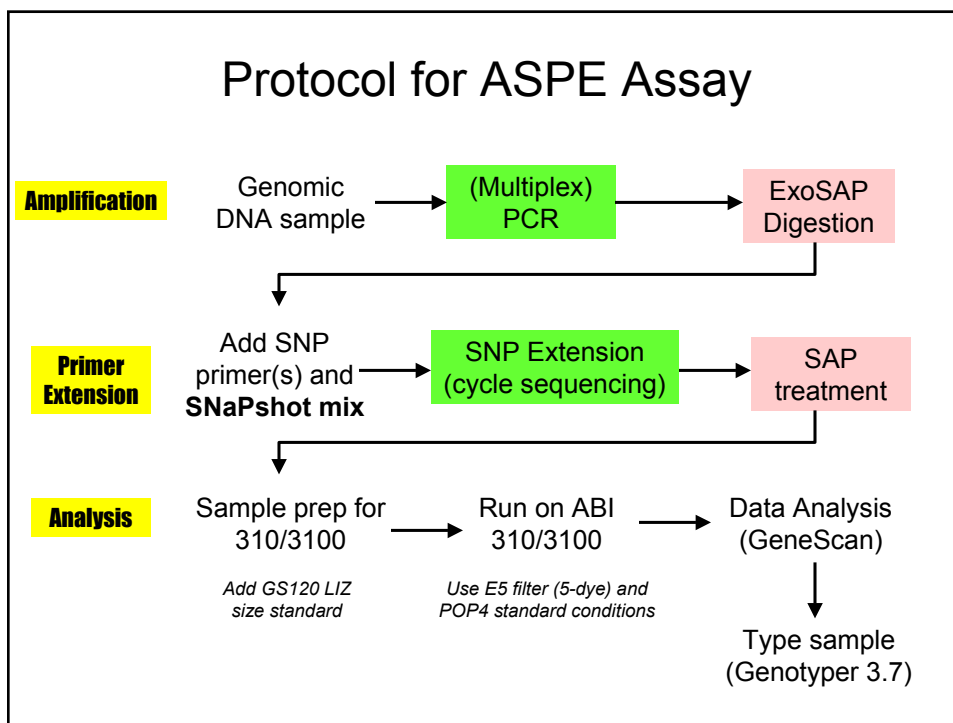 Protocol for ASPE Assay
Amplification
Genomic
DNA sample
(Multiplex)
PCR
ExoSAP
Digestion
Primer
Extension
Add SNP
primer(s) and
SNaPshot mix
SNP Extension
(cycle sequencing)
SAP
treatment
Analysis
Sample prep for
310/3100
Add GS120 LIZ
size standard
Run on ABI
310/3100
Use E5 filter (5-dye) and
POP4 standard conditions
Data Analysis
(GeneScan)
Type sample
(Genotyper 3.7)